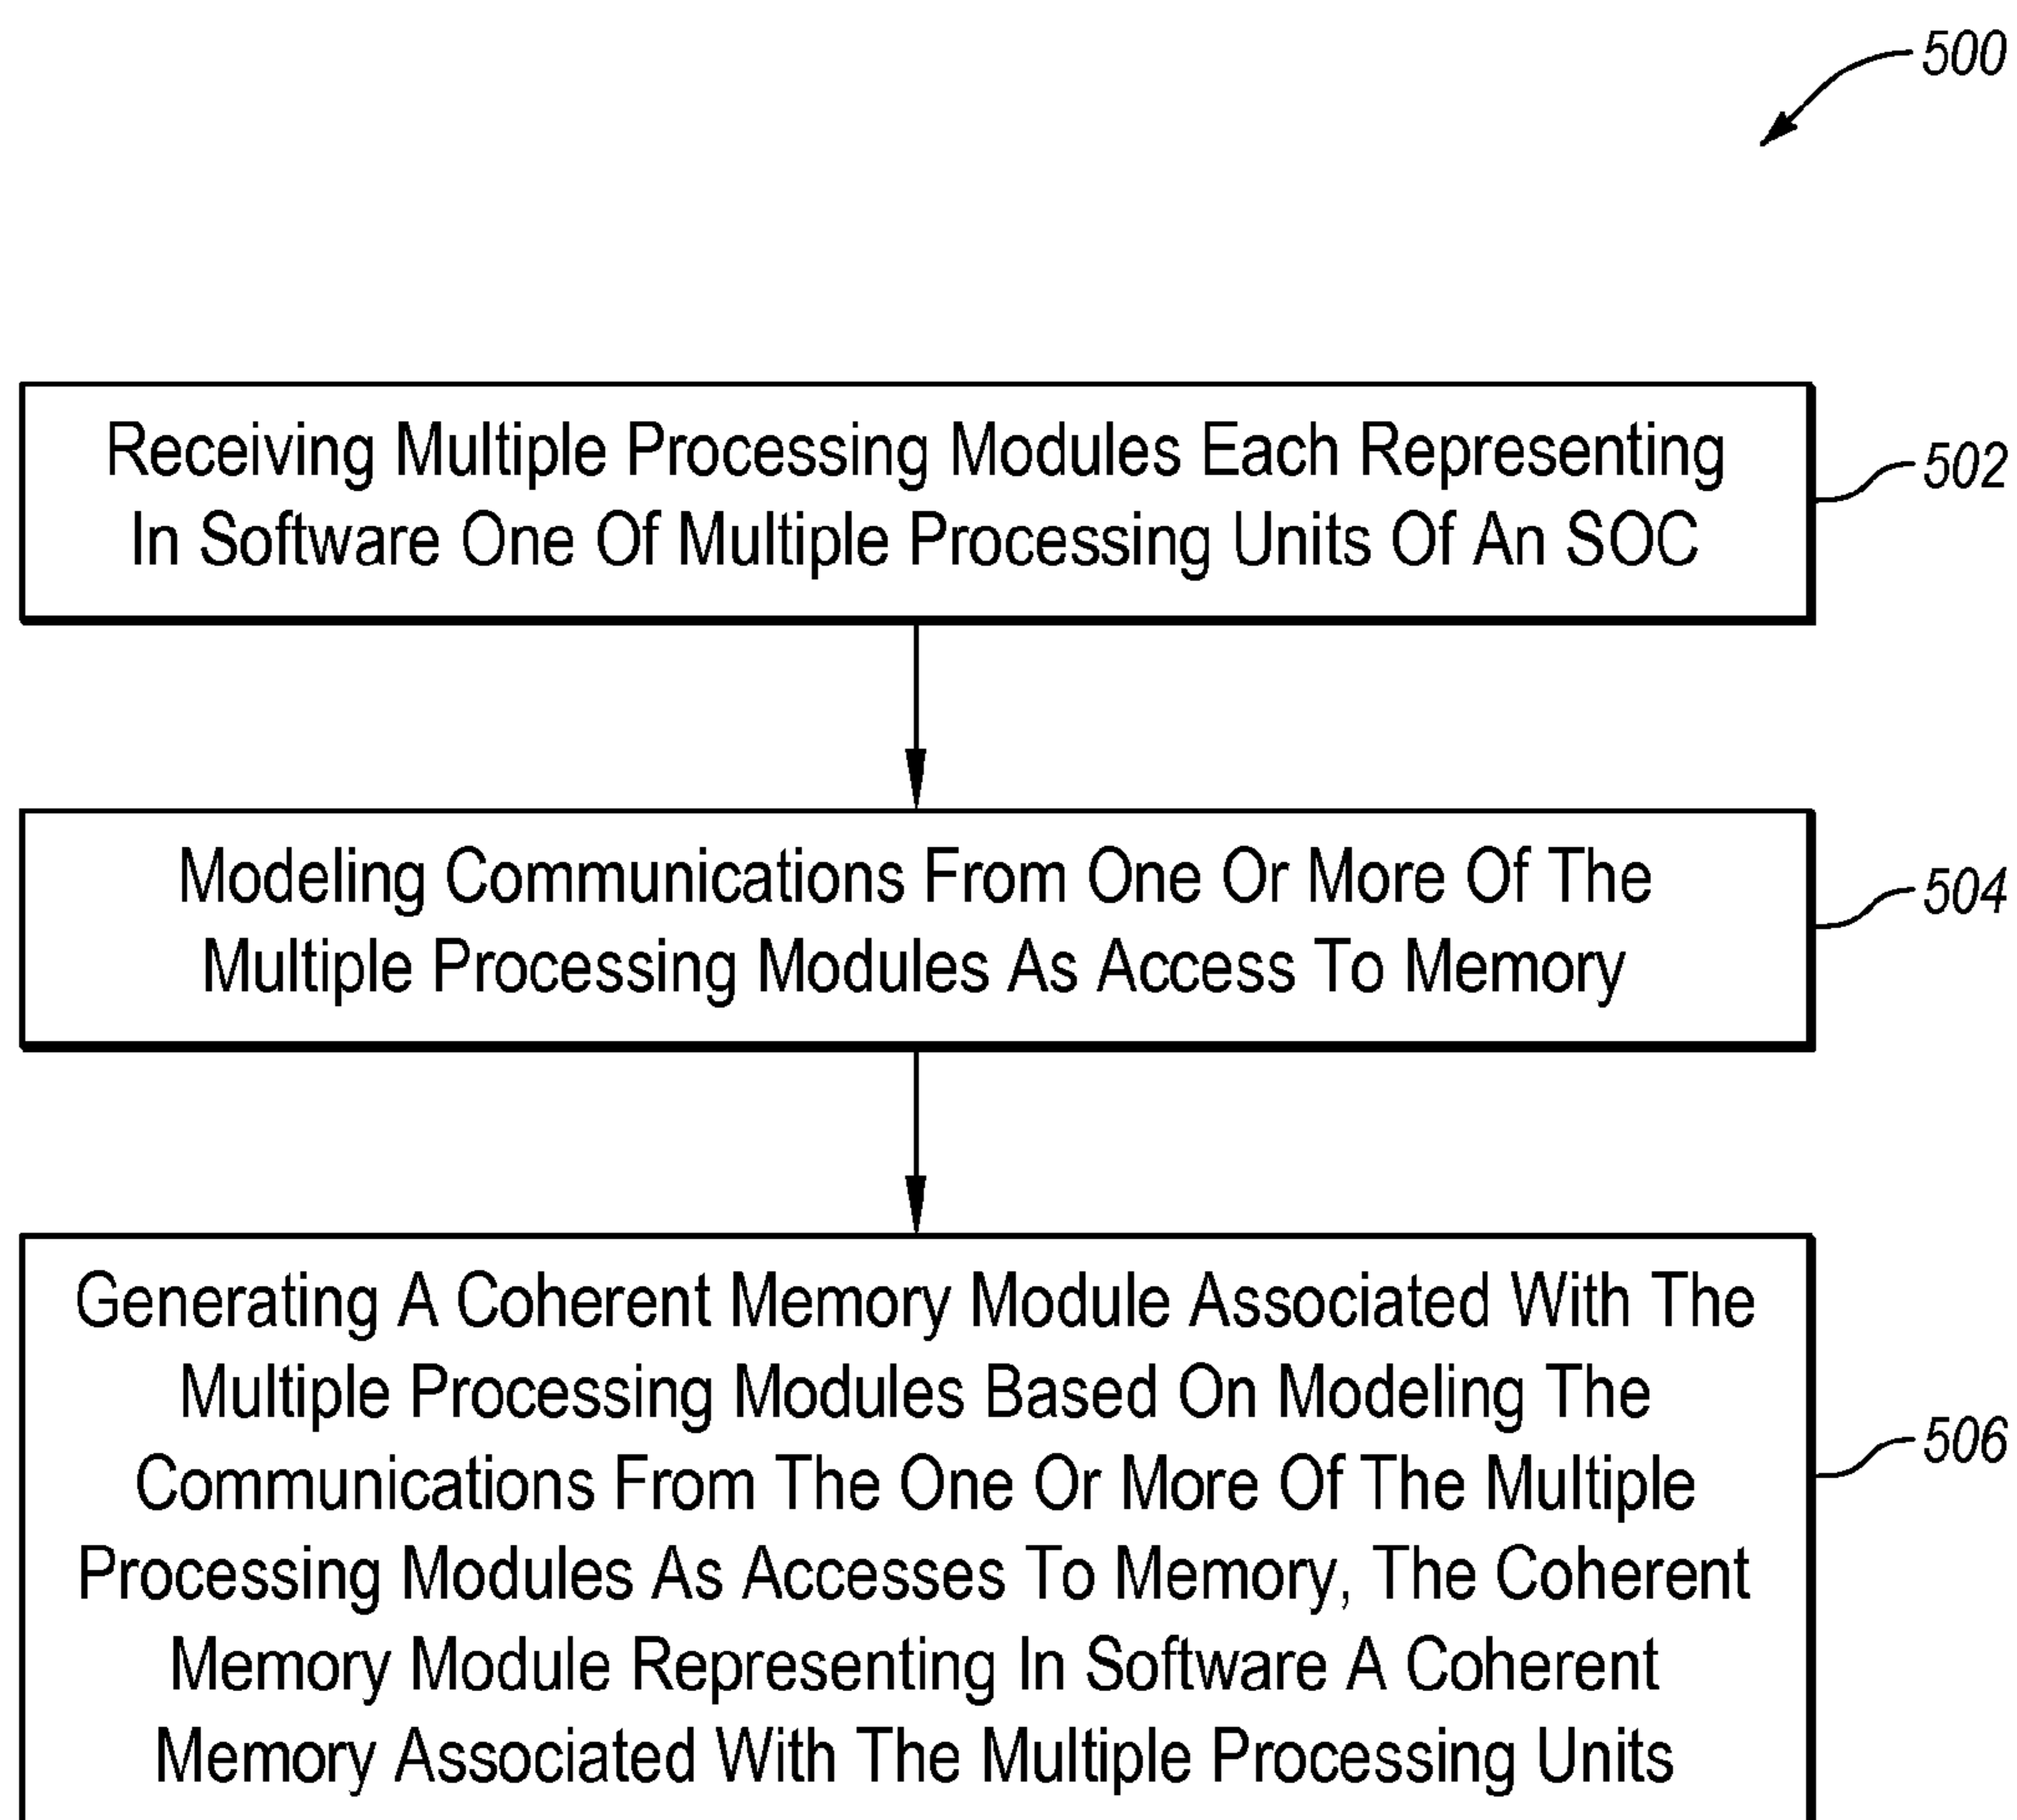 500
Receiving Multiple Processing Modules Each Representing
In Software One Of Multiple Processing Units Of An SOC
502
Modeling Communications From One Or More Of The
Multiple Processing Modules As Access To Memory
504
Generating A Coherent Memory Module Associated With The
Multiple Processing Modules Based On Modeling The
Communications From The One Or More Of The Multiple
Processing Modules As Accesses To Memory, The Coherent
Memory Module Representing In Software A Coherent
Memory Associated With The Multiple Processing Units
506